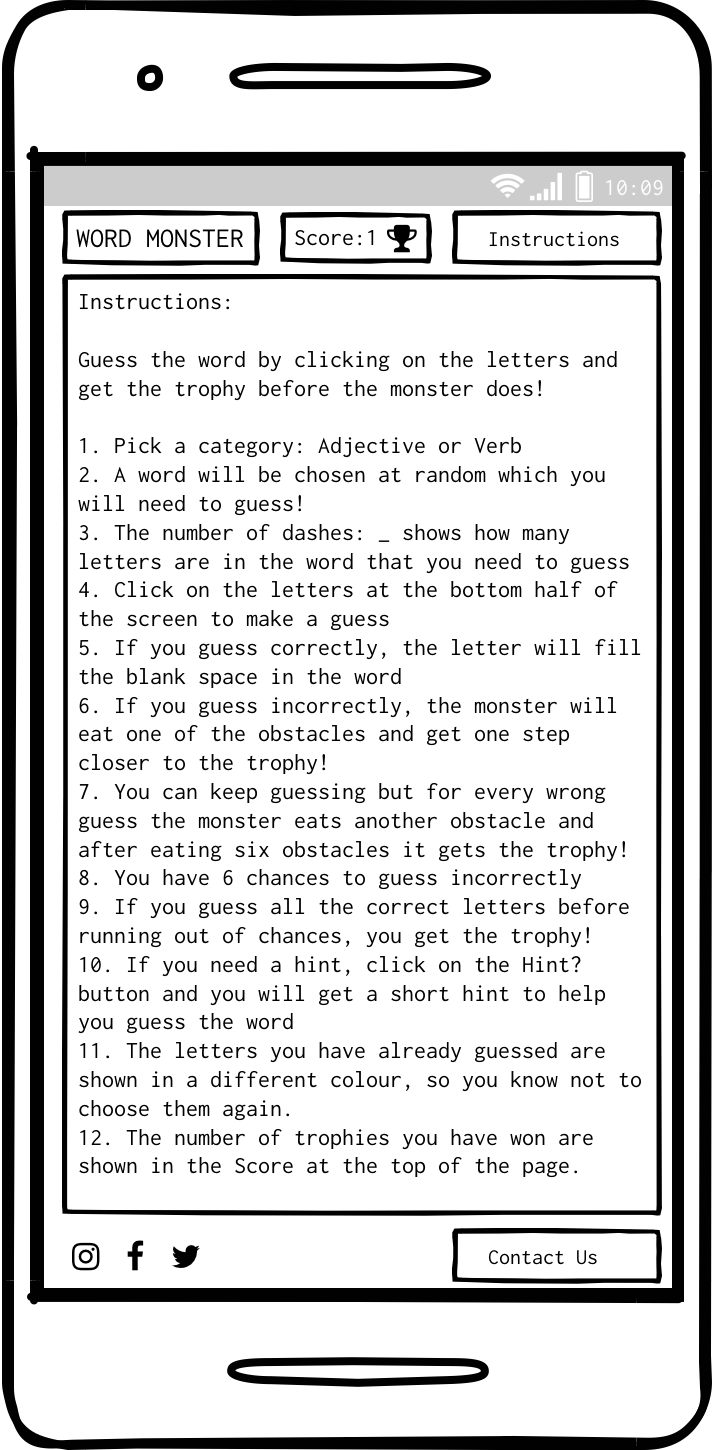 10:09
WORD MONSTER
Score:1
Instructions
Instructions:
Guess the word by clicking on the letters and
get the trophy before the monster does!
1. Pick a category: Adjective or Verb
2. A word will be chosen at random which you
will need to guess!
3. The number of dashes: _ shows how many
letters are in the word that you need to guess
4. Click on the letters at the bottom half of
the screen to make a guess
5. If you guess correctly, the letter will fill
the blank space in the word
6. If you guess incorrectly, the monster will
eat one of the obstacles and get one step
closer to the trophy!
7. You can keep guessing but for every wrong
guess the monster eats another obstacle and
after eating six obstacles it gets the trophy!
8. You have 6 chances to guess incorrectly
9. If you guess all the correct letters before
running out of chances, you get the trophy!
10. If you need a hint, click on the Hint?
button and you will get a short hint to help
you guess the word
11. The letters you have already guessed are
shown in a different colour, so you know not to
choose them again.
12. The number of trophies you have won are
shown in the Score at the top of the page.
Contact Us